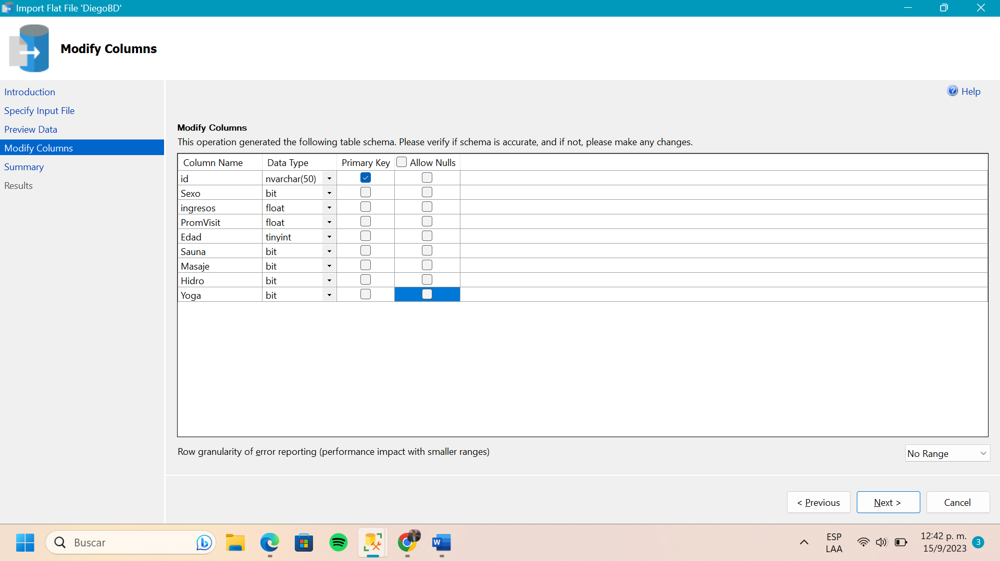 Import Flat File 'DiegoBD'
Modify Columns
Introduction
Specify Input File
Preview Data
Modify Columns
Summary
Results
Help
Modify Columns
This operation generated the following table schema. Please verify if schema is accurate, and if not, please make any changes.
Column Name Data Type Primary Key Allow Nulls
id nvarchar(50)
Sexo bit
ingresos float
PromVisit float
Edad tinyint
Sauna bit
Masaje bit
Hidro bit
Yoga bit
Row granularity of error reporting (performance impact with smaller ranges) No Range
< Previous Next > Cancel
Buscar
ESP
LAA
12:42 p. m.
15/9/2023
3